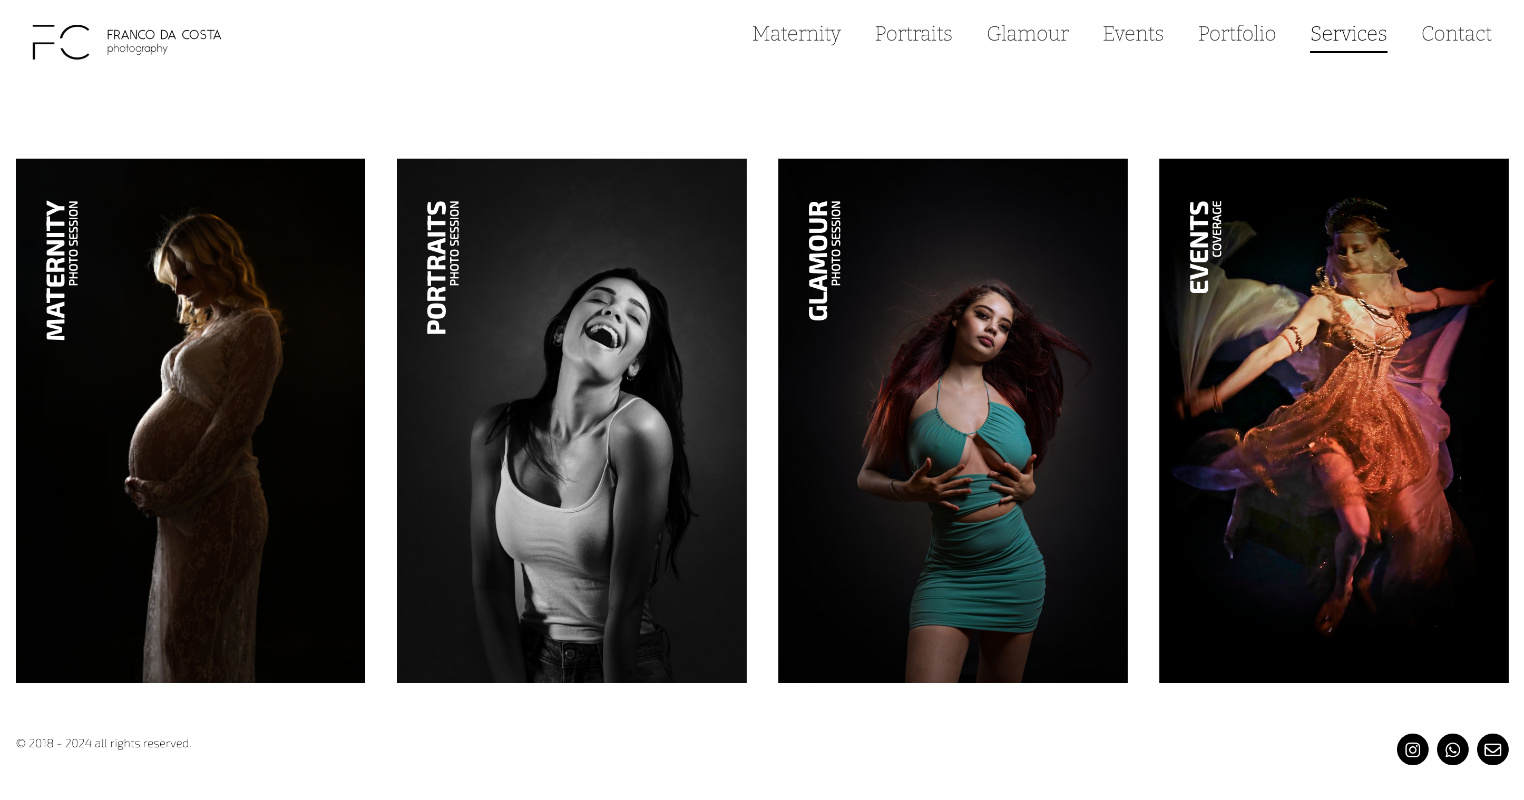 FRANCO DA COSTA
photography
Maternity Portraits Glamour Events Portfolio Services Contact
MATERNITY
PHOTO SESSION
PORTRAITS
PHOTO SESSION
GLAMOUR
PHOTO SESSION
EVENTS
COVERAGE
© 2018 - 2024 all rights reserved.